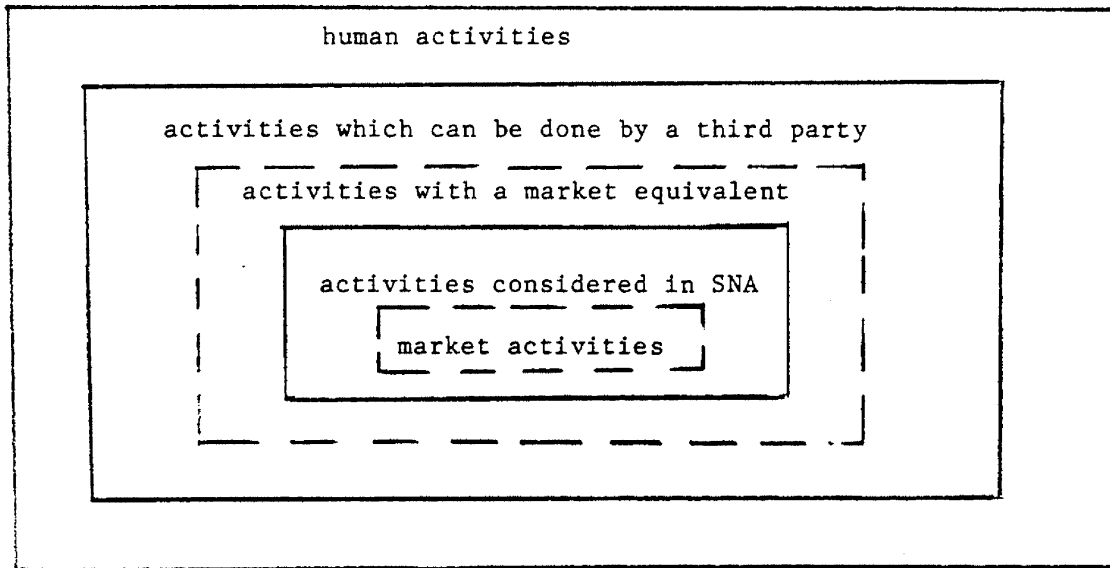 human activities
activities which can be done by a third party
activities with a market equivalent
activities considered in SNA
market activities